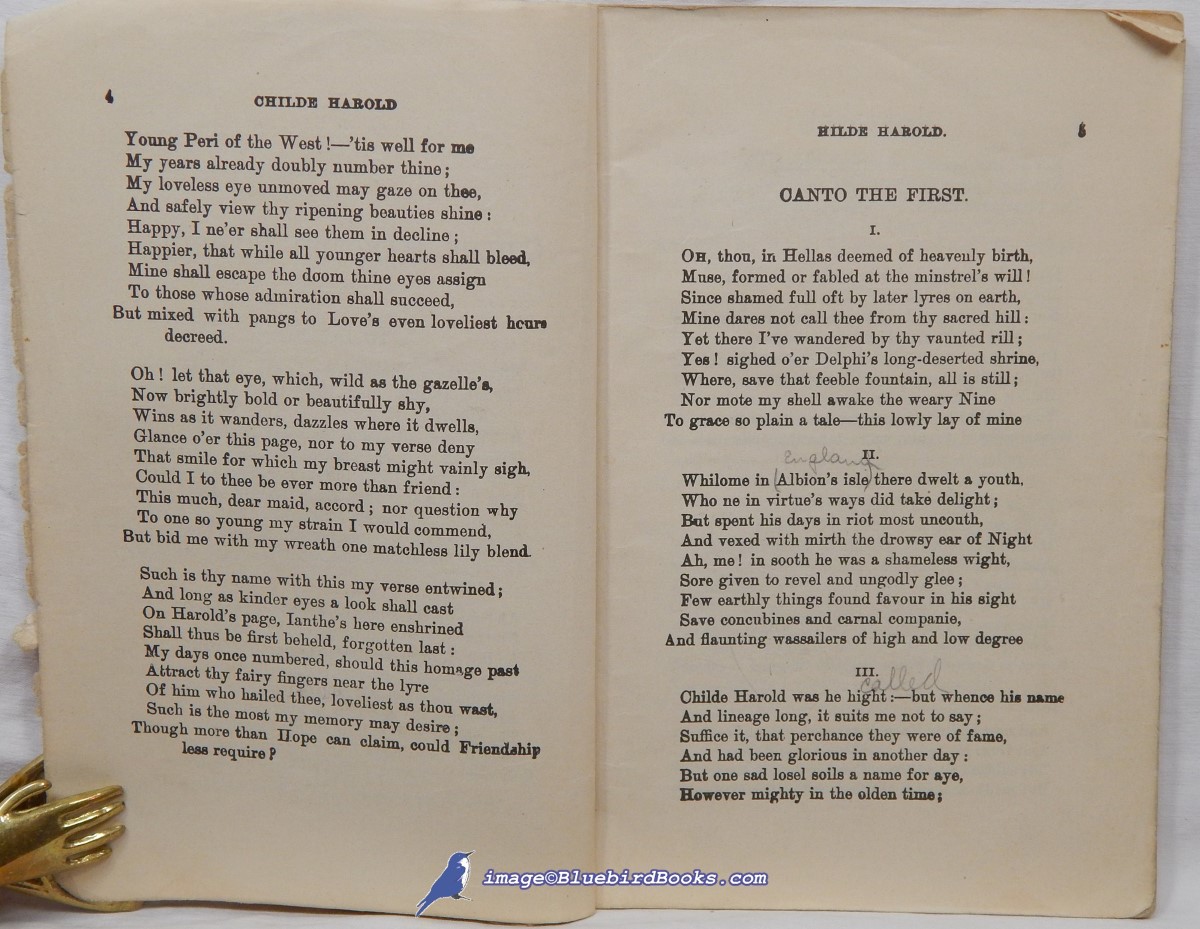 4
CHILDE HAROLD
Young Peri of the West!—'tis well for me
My years already doubly number thine;
My loveless eye unmoved may gaze on thee,
And safely view thy ripening beauties shine:
Happy, I ne'er shall see them in decline;
Happier, that while all younger hearts shall bleed,
Mine shall escape the doom thine eyes assign
To those whose admiration shall succeed,
But mixed with pangs to Love's even loveliest hours
decreed.
Oh! let that eye, which, wild as the gazelle's,
Now brightly bold or beautifully shy,
Wins as it wanders, dazzles where it dwells,
Glance o'er this page, nor to my verse deny
That smile for which my breast might vainly sigh,
Could I to thee be ever more than friend:
This much, dear maid, accord; nor question why
To one so young my strain I would commend,
But bid me with my wreath one matchless lily blend.
Such is thy name with this my verse entwined;
And long as kinder eyes a look shall cast
On Harold's page, Ianthe's here enshrined
Shall thus be first beheld, forgotten last:
My days once numbered, should this homage past
Attract thy fairy fingers near the lyre
Of him who hailed thee, loveliest as thou wast,
Such is the most my memory may desire;
Though more than Hope can claim, could Friendship
less require?
HILDE HAROLD.
5
CANTO THE FIRST.
I.
OH, thou, in Hellas deemed of heavenly birth,
Muse, formed or fabled at the minstrel's will!
Since shamed full oft by later lyres on earth,
Mine dares not call thee from thy sacred hill:
Yet there I've wandered by thy vaunted rill;
Yes! sighed o'er Delphi's long-deserted shrine,
Where, save that feeble fountain, all is still;
Nor mote my shell awake the weary Nine
To grace so plain a tale—this lowly lay of mine
II.
England
Whilome in (Albion's isle) there dwelt a youth,
Who ne in virtue's ways did take delight;
But spent his days in riot most uncouth,
And vexed with mirth the drowsy ear of Night
Ah, me! in sooth he was a shameless wight,
Sore given to revel and ungodly glee;
Few earthly things found favour in his sight
Save concubines and carnal companie,
And flaunting wassailers of high and low degree
III.
called
Childe Harold was he hight:—but whence his name
And lineage long, it suits me not to say;
Suffice it, that perchance they were of fame,
And had been glorious in another day:
But one sad losel soils a name for aye,
However mighty in the olden time;
image©BluebirdBooks.com